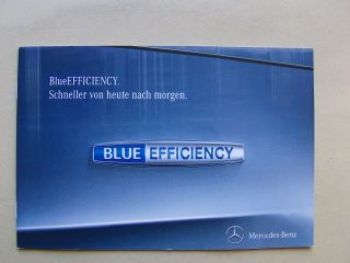 BlueEFFICIENCY.
Schneller von heute nach morgen.
BLUE EFFICIENCY
Mercedes-Benz